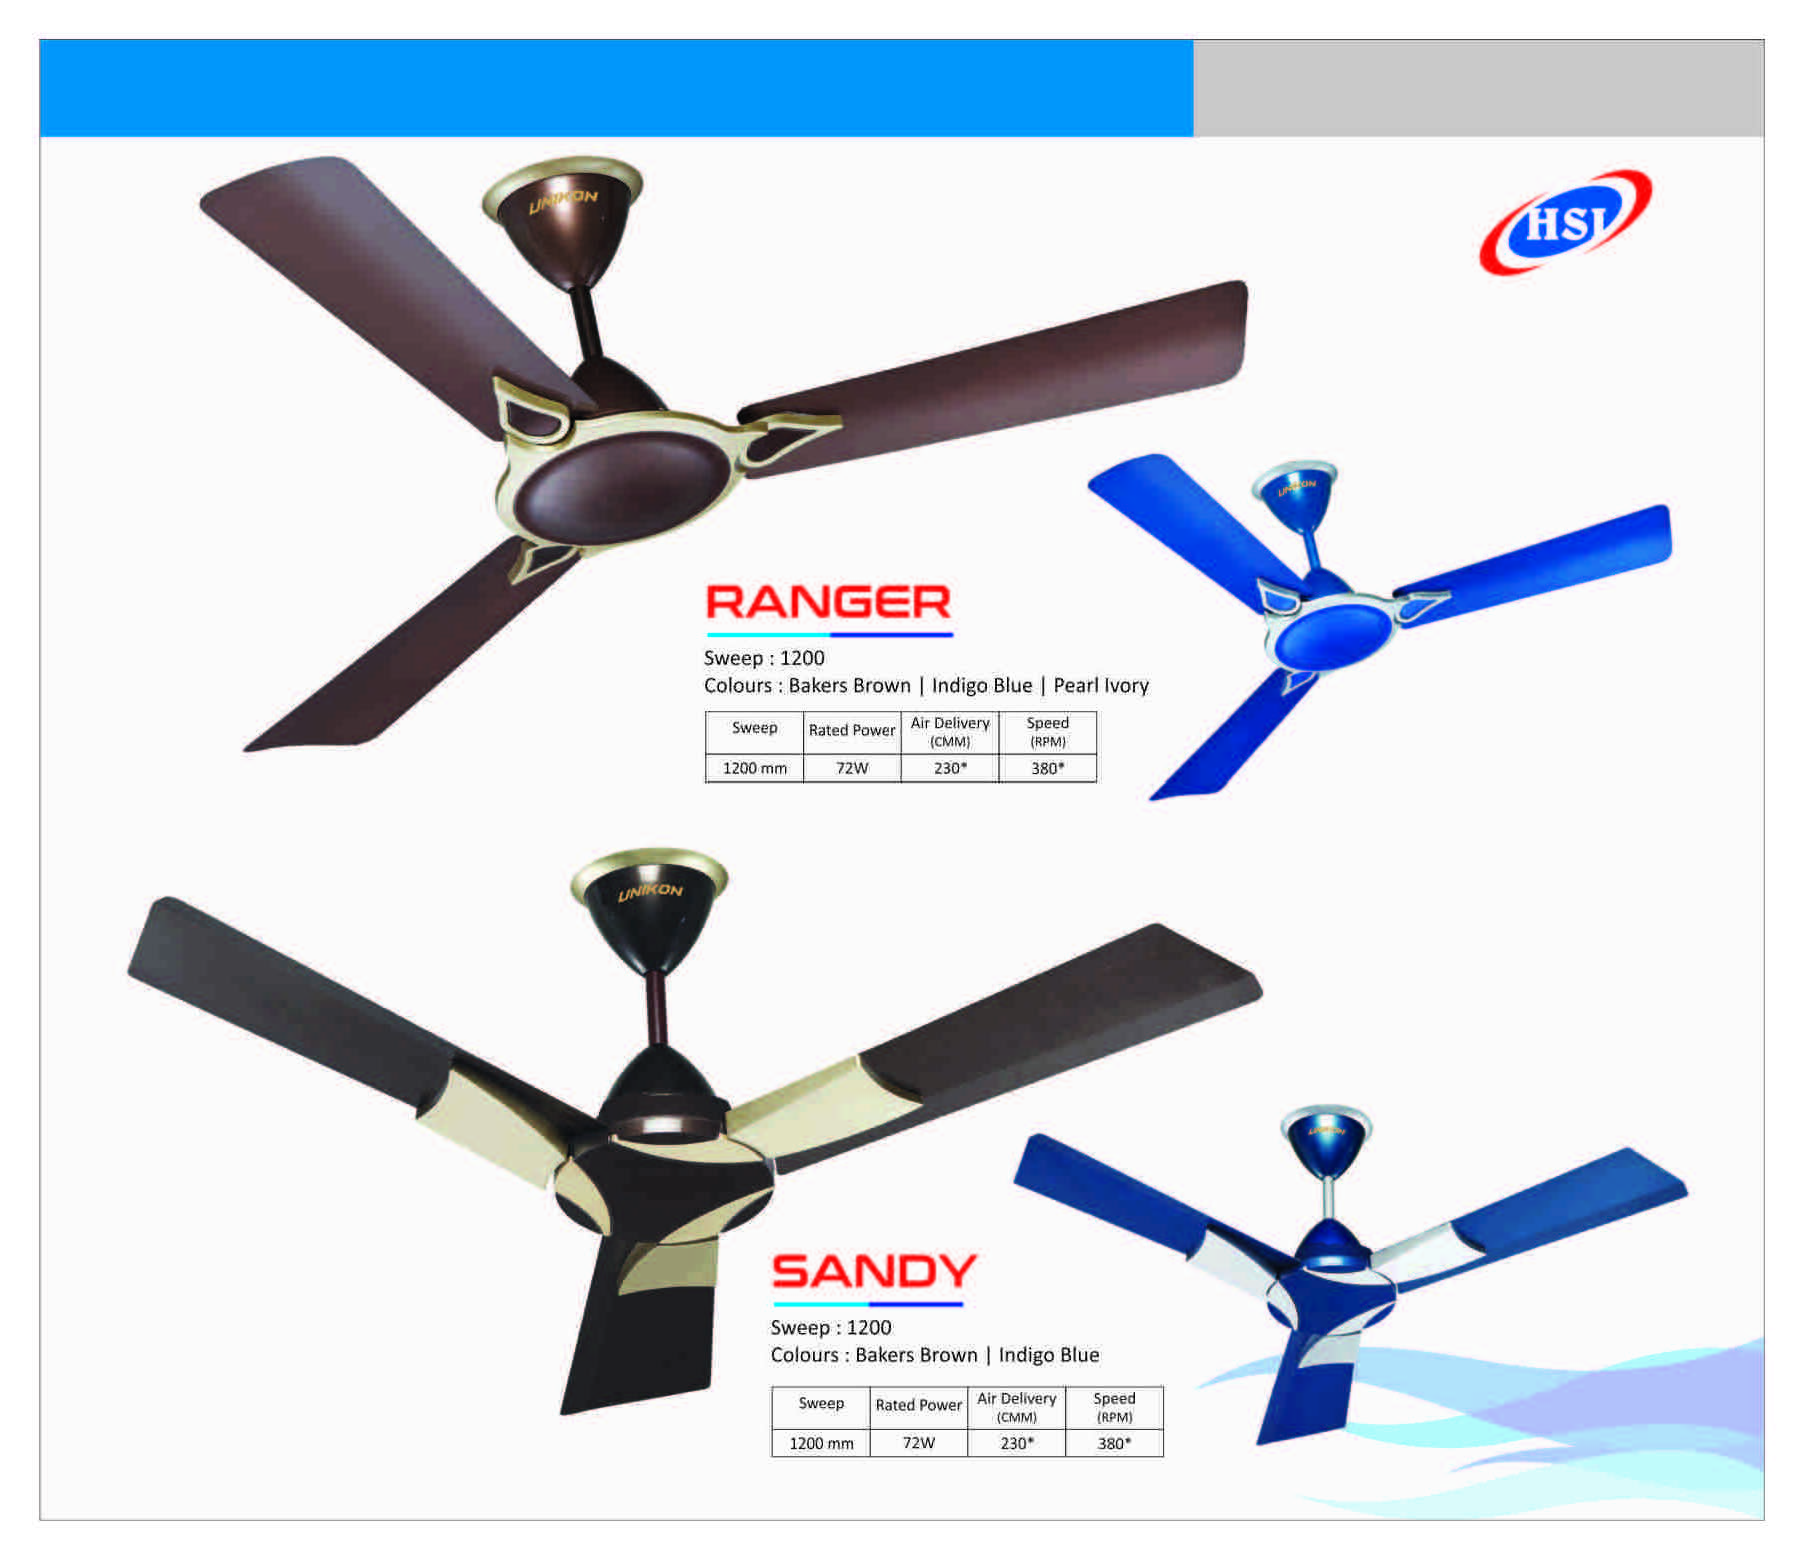 UNIKON
HSI
UNIKON
RANGER
Sweep : 1200
Colours : Bakers Brown | Indigo Blue | Pearl Ivory
Sweep Rated Power Air Delivery (CMM) Speed (RPM)
1200 mm 72W 230* 380*
UNIKON
UNIKON
SANDY
Sweep : 1200
Colours : Bakers Brown | Indigo Blue
Sweep Rated Power Air Delivery (CMM) Speed (RPM)
1200 mm 72W 230* 380*